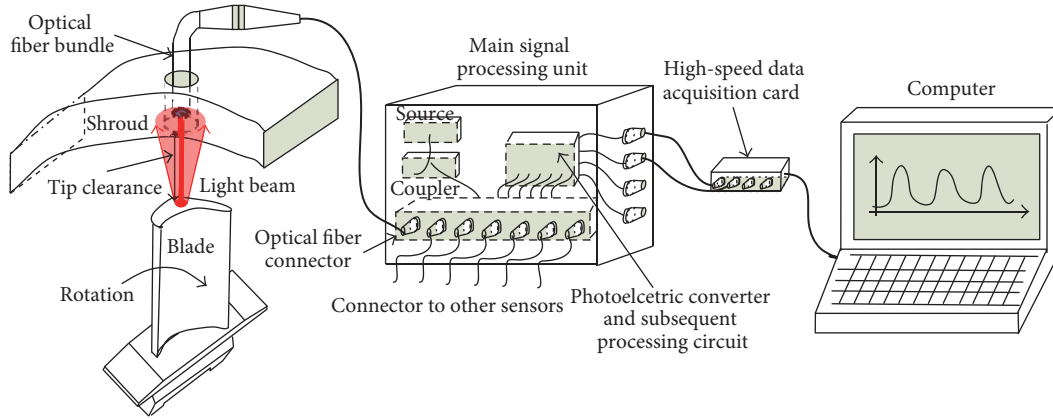 Optical
fiber bundle
Shroud
Tip clearance
Light beam
Blade
Rotation
Main signal
processing unit
Source
Coupler
Optical fiber
connector
Connector to other sensors
Photoelcetric converter
and subsequent
processing circuit
High-speed data
acquisition card
Computer